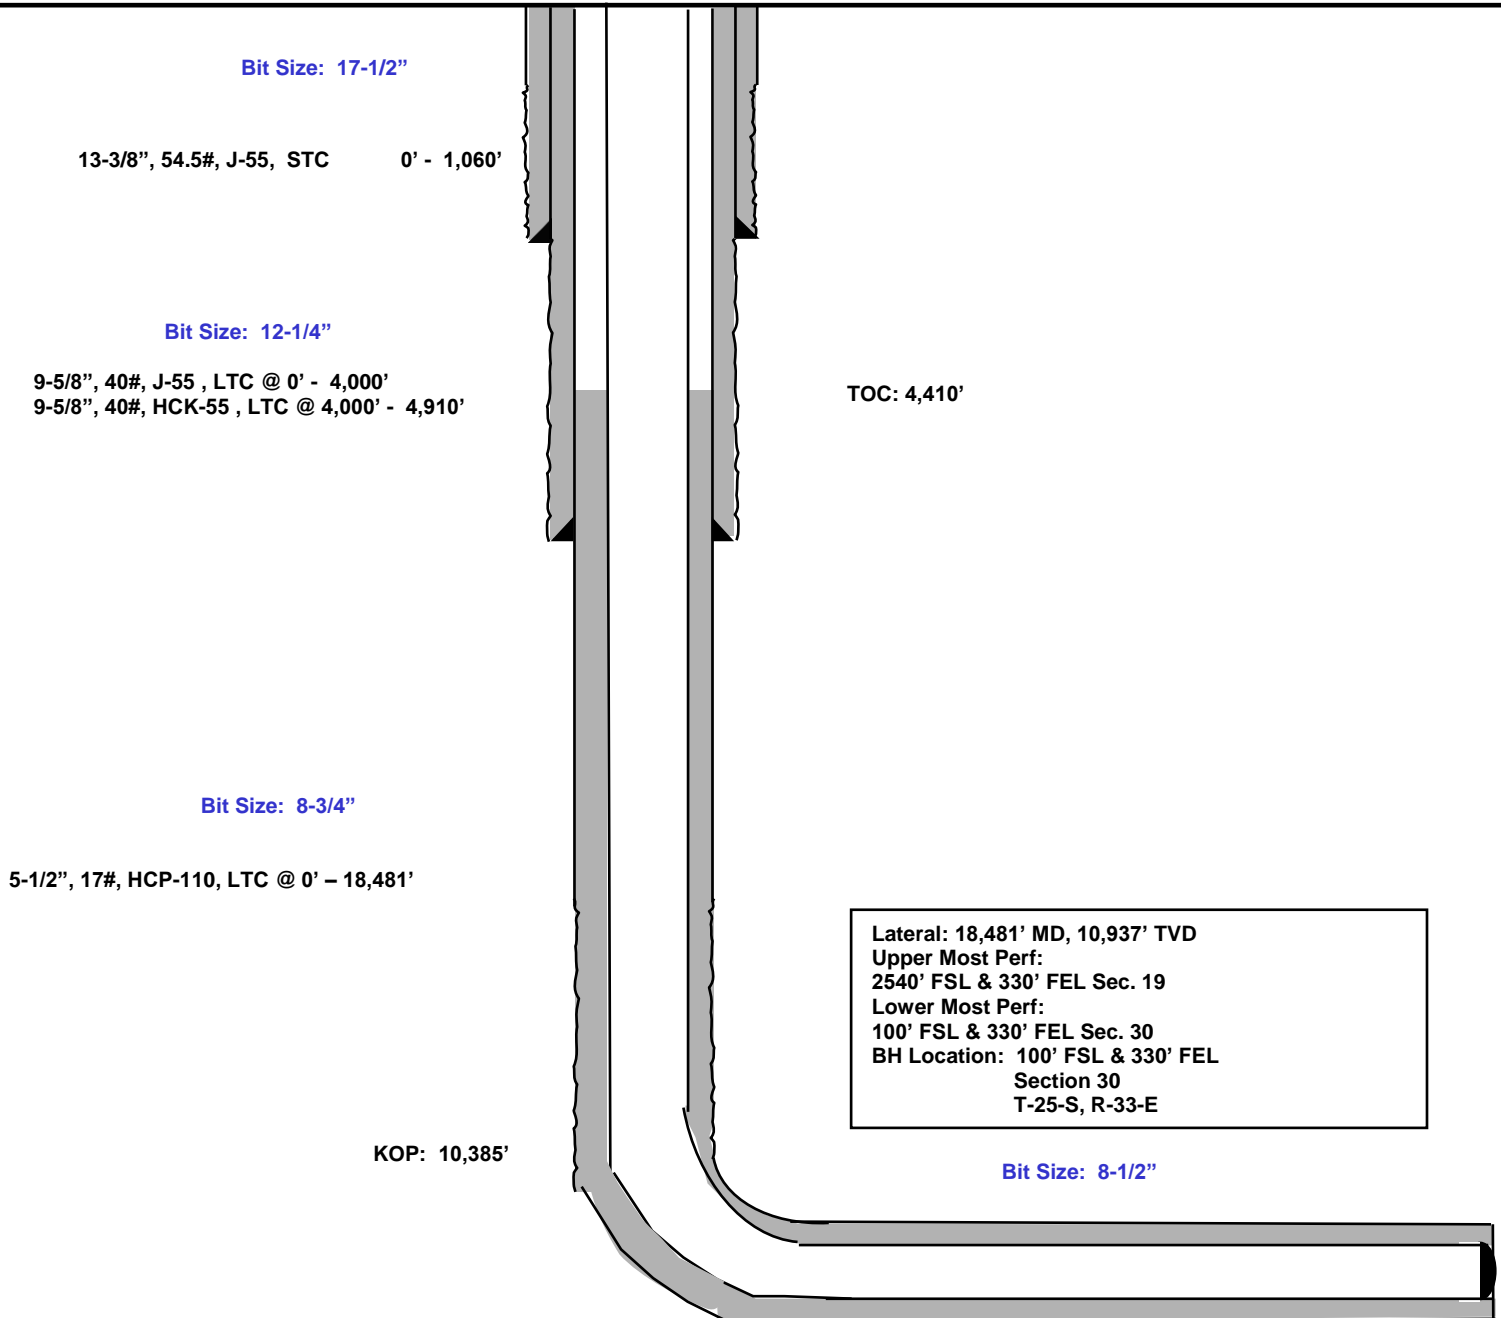 Bit Size: 17-1/2”
13-3/8”, 54.5#, J-55, STC 0’ - 1,060’
Bit Size: 12-1/4”
9-5/8”, 40#, J-55 , LTC @ 0’ - 4,000’
9-5/8”, 40#, HCK-55 , LTC @ 4,000’ - 4,910’
TOC: 4,410’
Bit Size: 8-3/4”
5-1/2”, 17#, HCP-110, LTC @ 0’ – 18,481’
Lateral: 18,481’ MD, 10,937’ TVD
Upper Most Perf:
2540’ FSL & 330’ FEL Sec. 19
Lower Most Perf:
100’ FSL & 330’ FEL Sec. 30
BH Location: 100’ FSL & 330’ FEL
Section 30
T-25-S, R-33-E
KOP: 10,385’
Bit Size: 8-1/2”